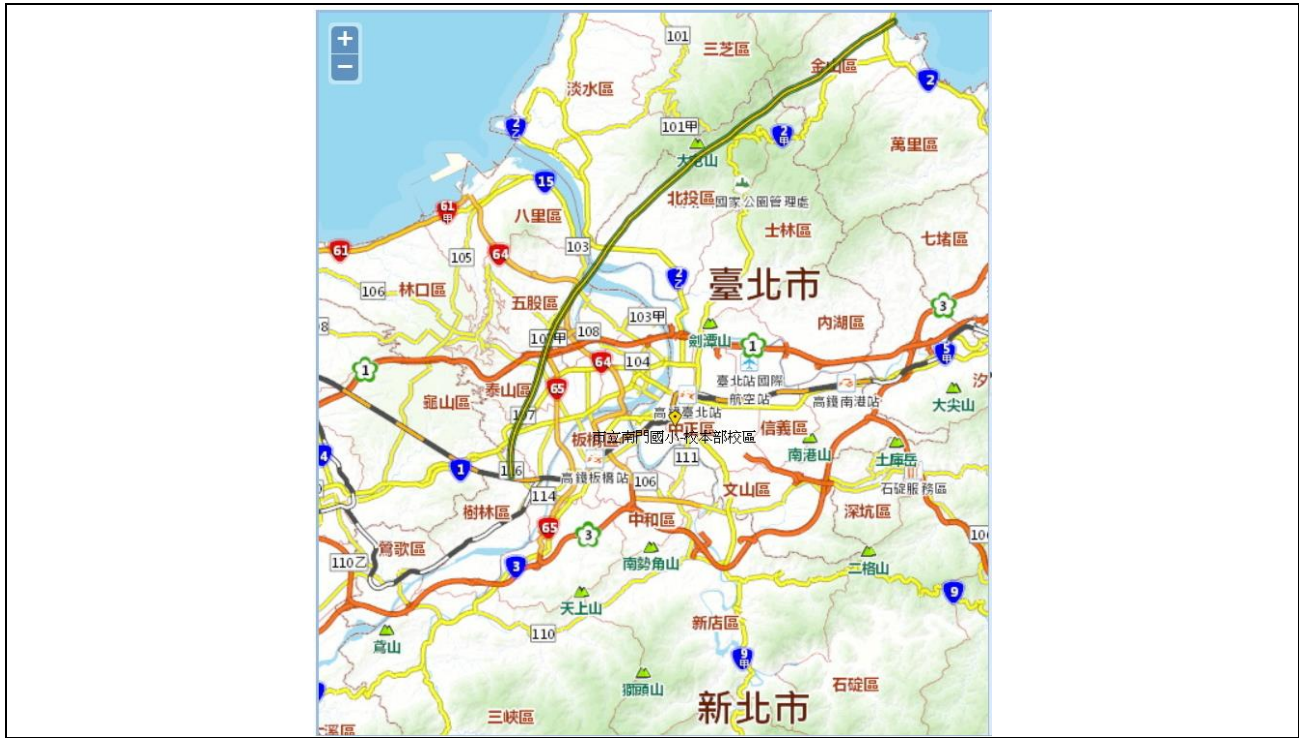 +
−
101
三芝區
金山區
2
淡水區
2乙
101甲
2甲
大屯山
萬里區
15
北投區
國家公園管理處
61甲
八里區
士林區
七堵區
61
105
64
103
2乙
臺北市
106
林口區
五股區
3
103甲
內湖區
108
劍潭山
1
5甲
1
64
104
臺北站國際
航空站
汐
泰山區
65
高鐵南港站
大尖山
龜山區
高鐵臺北站
中正區
信義區
板橋區
市立南門國小-校本部校區
南港山
土庫岳
4
1
111
高鐵板橋站
106
文山區
石碇服務區
114
樹林區
65
中和區
深坑區
3
鶯歌區
110乙
3
南勢角山
二格山
9
天上山
110
新店區
鳶山
9甲
獅頭山
石碇區
新北市
三峽區